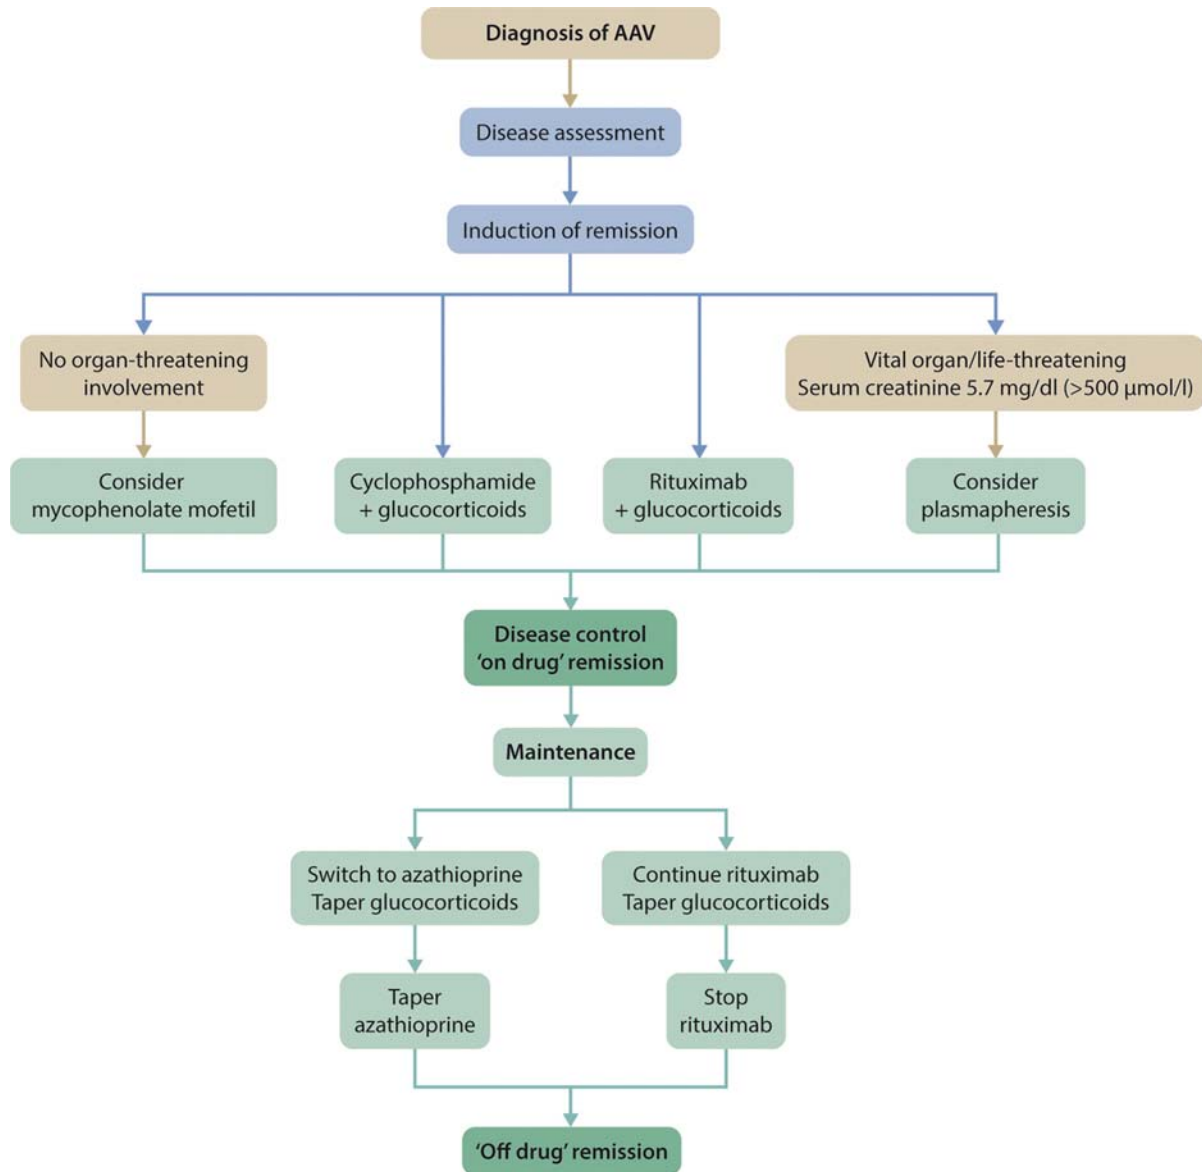 Diagnosis of AAV
Disease assessment
Induction of remission
No organ-threatening
involvement
Vital organ/life-threatening
Serum creatinine 5.7 mg/dl (>500 µmol/l)
Consider
mycophenolate mofetil
Cyclophosphamide
+ glucocorticoids
Rituximab
+ glucocorticoids
Consider
plasmapheresis
Disease control
‘on drug’ remission
Maintenance
Switch to azathioprine
Taper glucocorticoids
Continue rituximab
Taper glucocorticoids
Taper
azathioprine
Stop
rituximab
‘Off drug’ remission